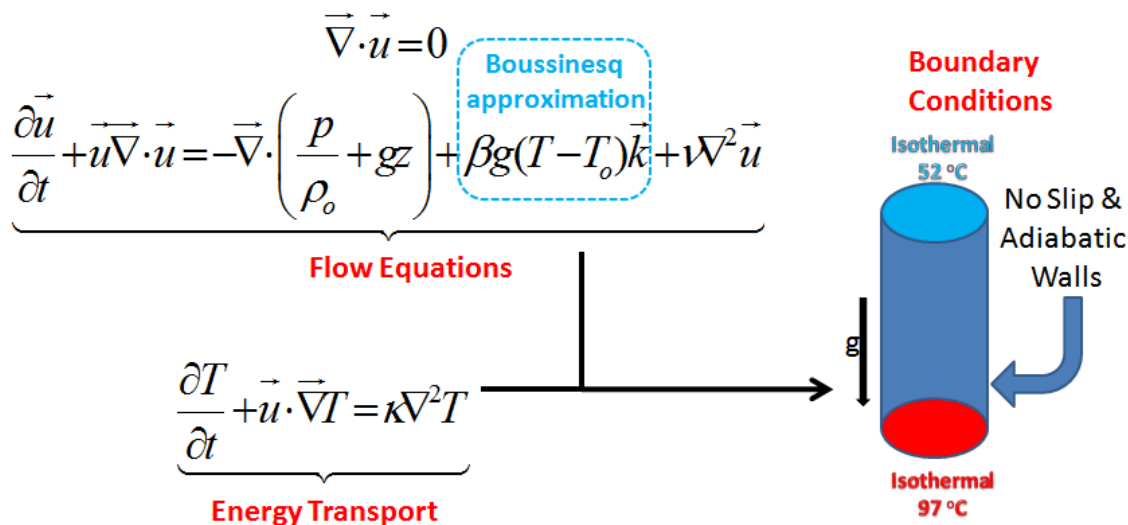 ∇⃗·u⃗=0
Boussinesq
approximation
∂u⃗/∂t + u⃗∇⃗·u⃗ = −∇⃗·(p/ρₒ + gz) + βg(T−Tₒ)k⃗ + ν∇²u⃗
Flow Equations
∂T/∂t + u⃗·∇⃗T = κ∇²T
Energy Transport
Boundary
Conditions
Isothermal
52 °C
No Slip &
Adiabatic
Walls
g
Isothermal
97 °C